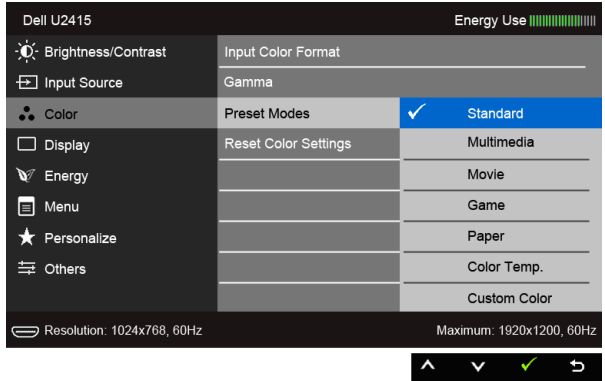 Dell U2415 Energy Use
Brightness/Contrast Input Color Format
Input Source Gamma
Color Preset Modes Standard
Display Reset Color Settings Multimedia
Energy Movie
Menu Game
Personalize Paper
Others Color Temp.
Custom Color
Resolution: 1024x768, 60Hz Maximum: 1920x1200, 60Hz